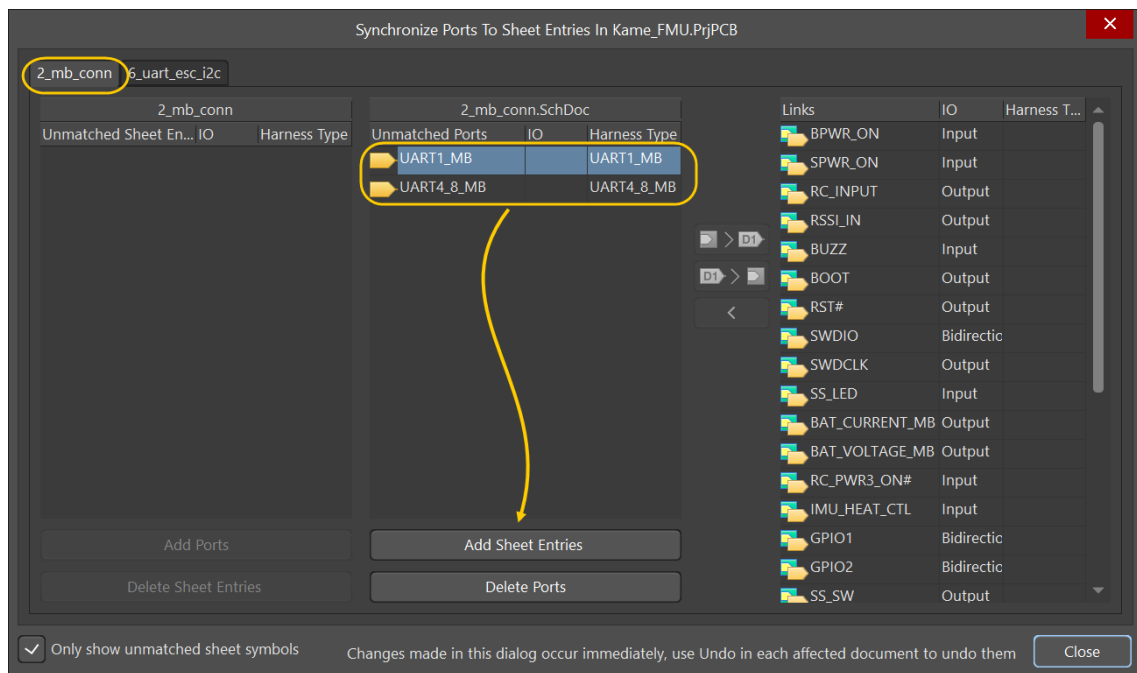 Synchronize Ports To Sheet Entries In Kame_FMU.PrjPCB
2_mb_conn 6_uart_esc_i2c
2_mb_conn
Unmatched Sheet En... IO Harness Type
2_mb_conn.SchDoc
Unmatched Ports IO Harness Type
UART1_MB UART1_MB
UART4_8_MB UART4_8_MB
D1
D1
<
Links IO Harness T...
BPWR_ON Input
SPWR_ON Input
RC_INPUT Output
RSSI_IN Output
BUZZ Input
BOOT Output
RST# Output
SWDIO Bidirectio
SWDCLK Output
SS_LED Input
BAT_CURRENT_MB Output
BAT_VOLTAGE_MB Output
RC_PWR3_ON# Input
IMU_HEAT_CTL Input
GPIO1 Bidirectio
GPIO2 Bidirectio
SS_SW Output
Add Ports Add Sheet Entries
Delete Sheet Entries Delete Ports
Only show unmatched sheet symbols Changes made in this dialog occur immediately, use Undo in each affected document to undo them Close